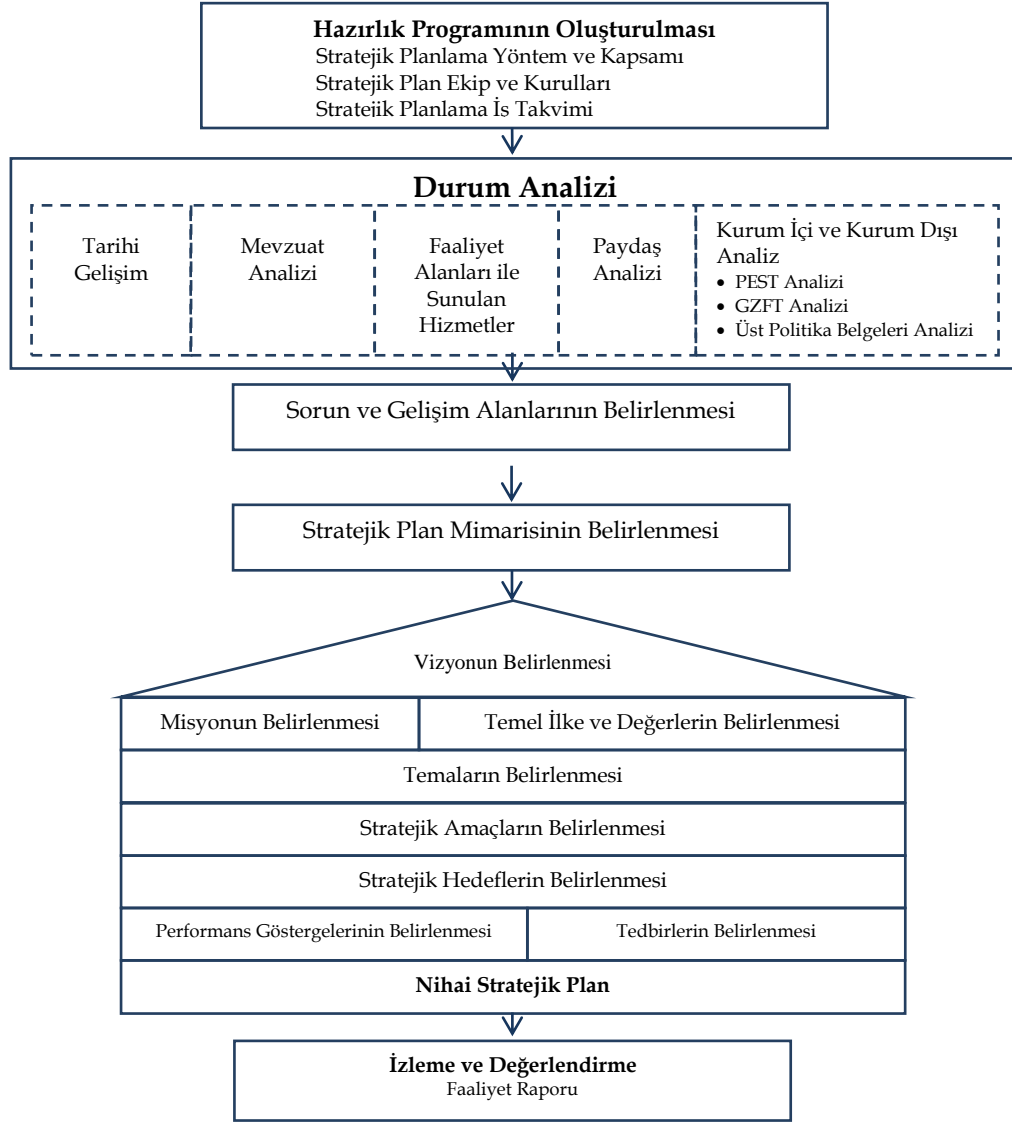 Hazırlık Programının Oluşturulması
Stratejik Planlama Yöntem ve Kapsamı
Stratejik Plan Ekip ve Kurulları
Stratejik Planlama İs Takvimi
Durum Analizi
Tarihi
Gelişim
Mevzuat
Analizi
Faaliyet
Alanları ile
Sunulan
Hizmetler
Paydaş
Analizi
Kurum İçi ve Kurum Dışı
Analiz
• PEST Analizi
• GZFT Analizi
• Üst Politika Belgeleri Analizi
Sorun ve Gelişim Alanlarının Belirlenmesi
Stratejik Plan Mimarisinin Belirlenmesi
Vizyonun Belirlenmesi
Misyonun Belirlenmesi
Temel İlke ve Değerlerin Belirlenmesi
Temaların Belirlenmesi
Stratejik Amaçların Belirlenmesi
Stratejik Hedeflerin Belirlenmesi
Performans Göstergelerinin Belirlenmesi
Tedbirlerin Belirlenmesi
Nihai Stratejik Plan
İzleme ve Değerlendirme
Faaliyet Raporu